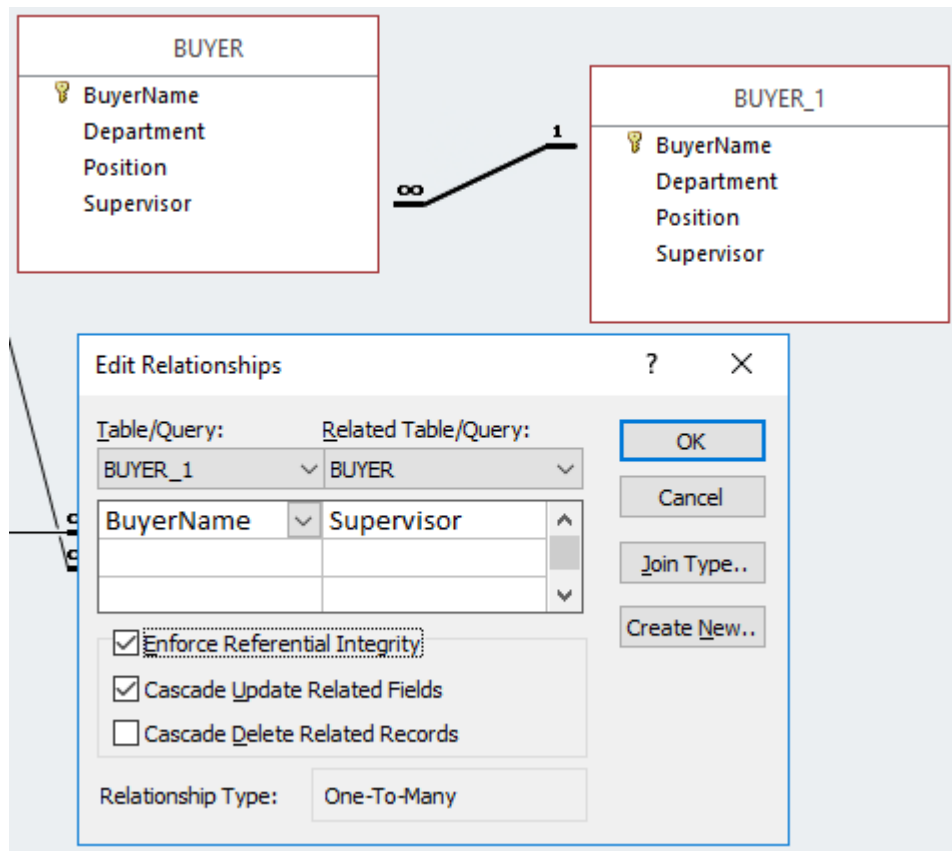 BUYER
BuyerName
Department
Position
Supervisor
BUYER_1
BuyerName
Department
Position
Supervisor
1
∞
Edit Relationships
? X
Table/Query: Related Table/Query:
BUYER_1 BUYER
BuyerName Supervisor
OK
Cancel
Join Type..
Create New..
Enforce Referential Integrity
Cascade Update Related Fields
Cascade Delete Related Records
Relationship Type: One-To-Many